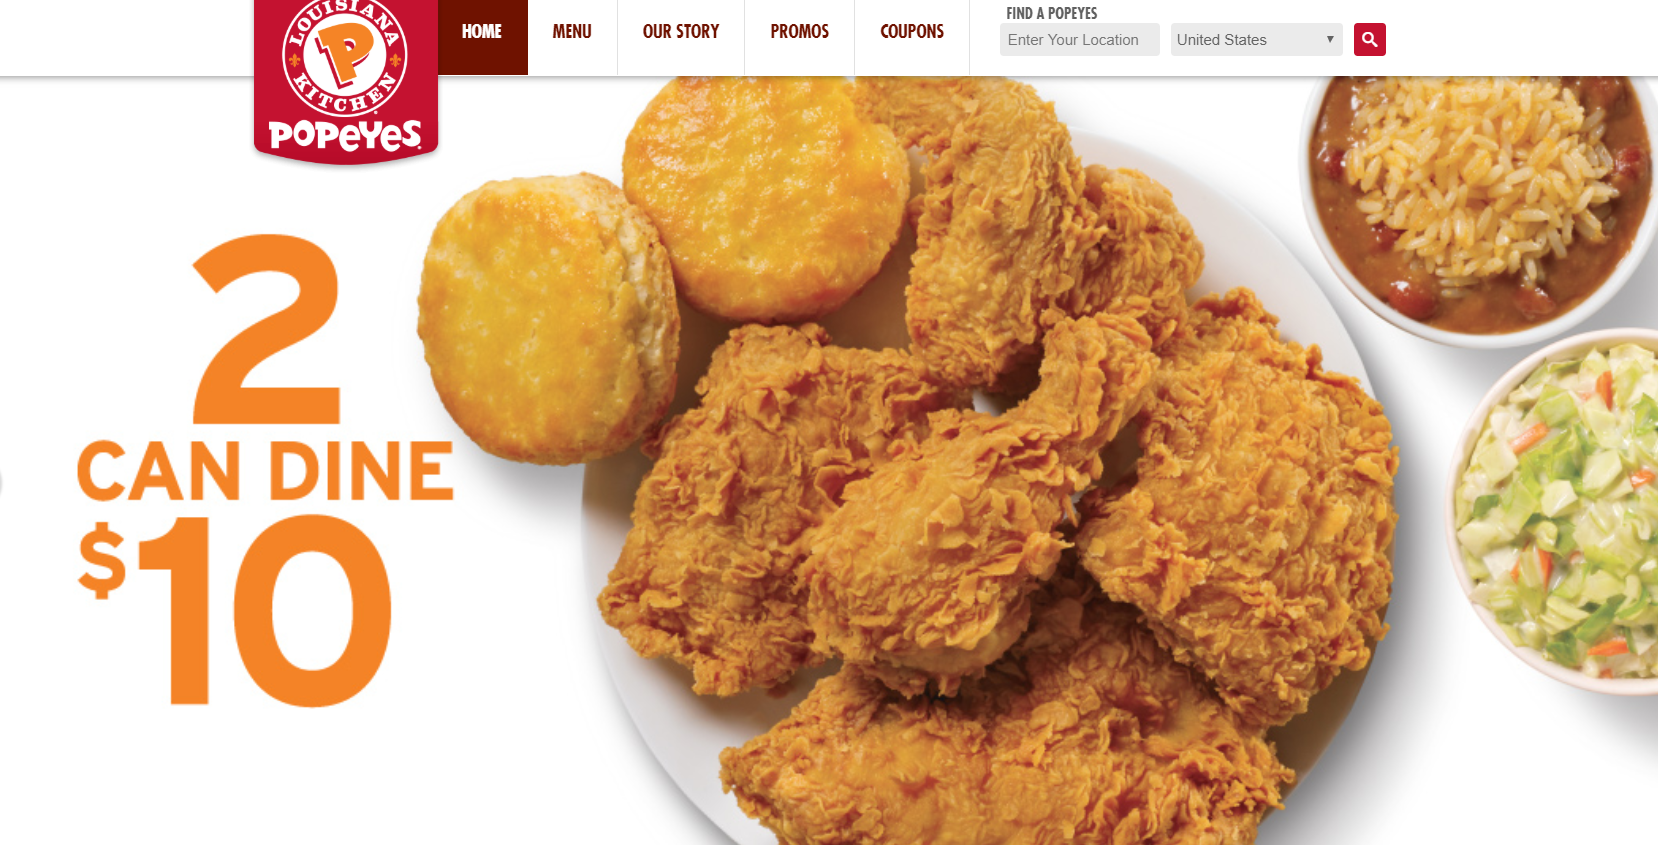 LOUISIANA
KITCHEN
POPEYES
HOME
MENU
OUR STORY
PROMOS
COUPONS
FIND A POPEYES
Enter Your Location
United States
2
CAN DINE
$10